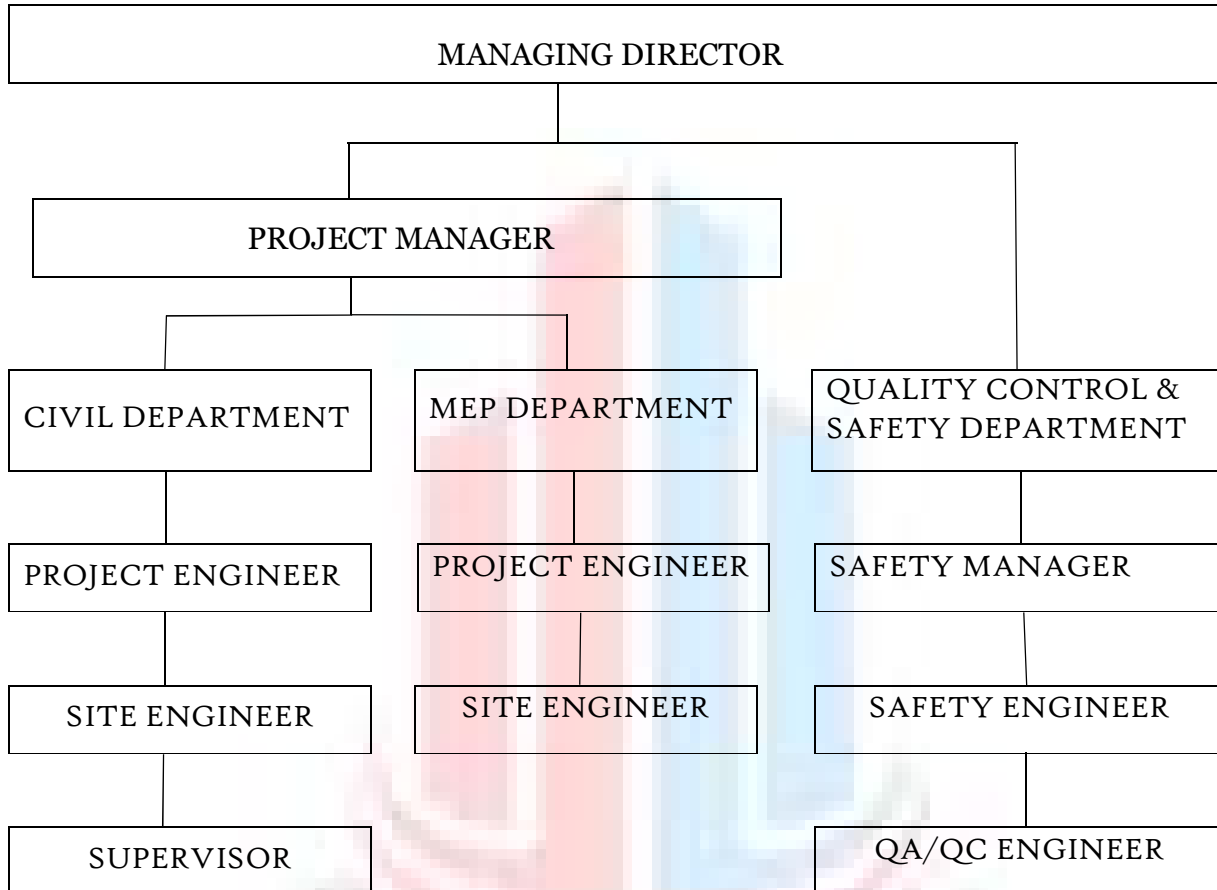 MANAGING DIRECTOR
PROJECT MANAGER
CIVIL DEPARTMENT
MEP DEPARTMENT
QUALITY CONTROL &
SAFETY DEPARTMENT
PROJECT ENGINEER
PROJECT ENGINEER
SAFETY MANAGER
SITE ENGINEER
SITE ENGINEER
SAFETY ENGINEER
SUPERVISOR
QA/QC ENGINEER